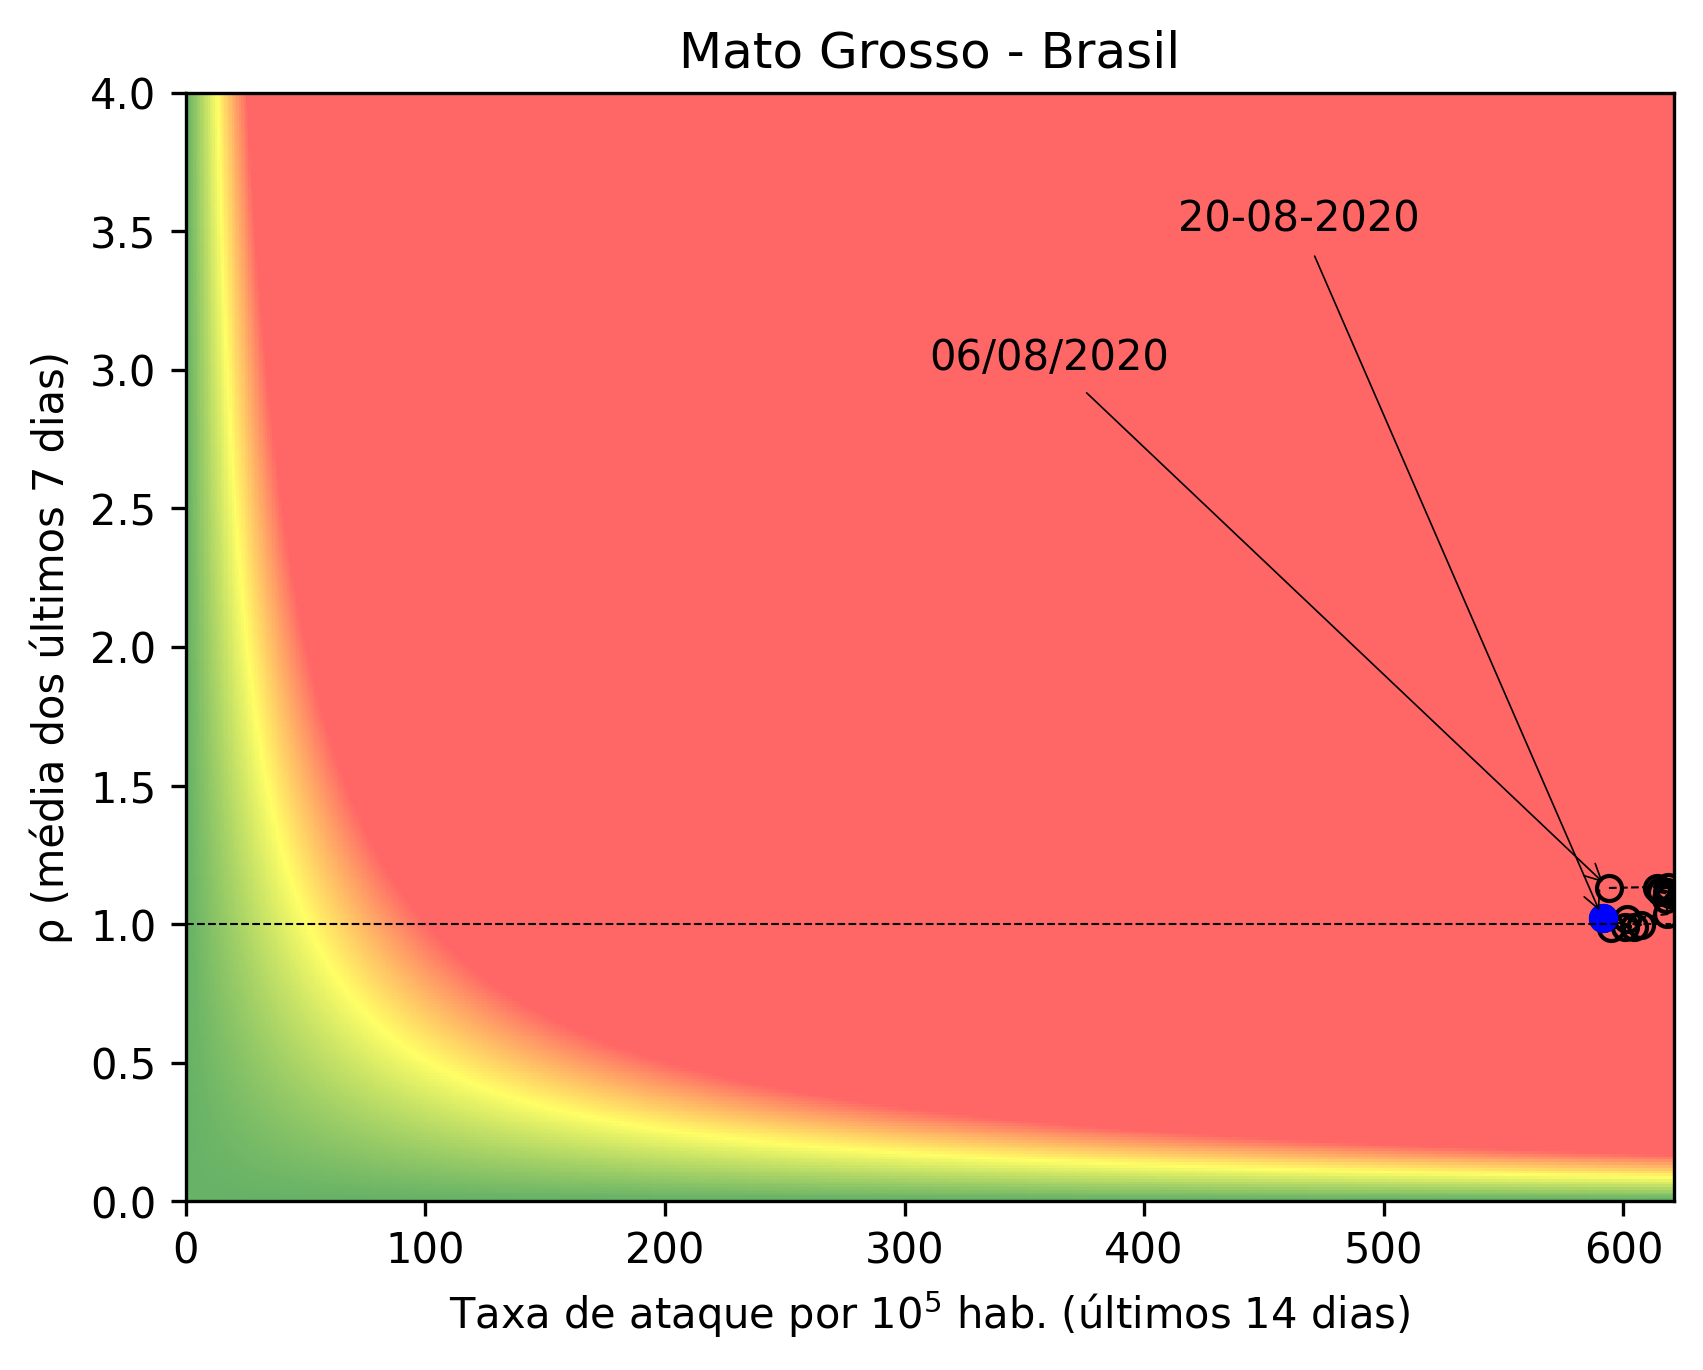 Mato Grosso - Brasil
4.0
3.5
3.0
2.5
2.0
1.5
1.0
0.5
0.0
ρ (média dos últimos 7 dias)
20-08-2020
06/08/2020
0 100 200 300 400 500 600
Taxa de ataque por 10⁵ hab. (últimos 14 dias)